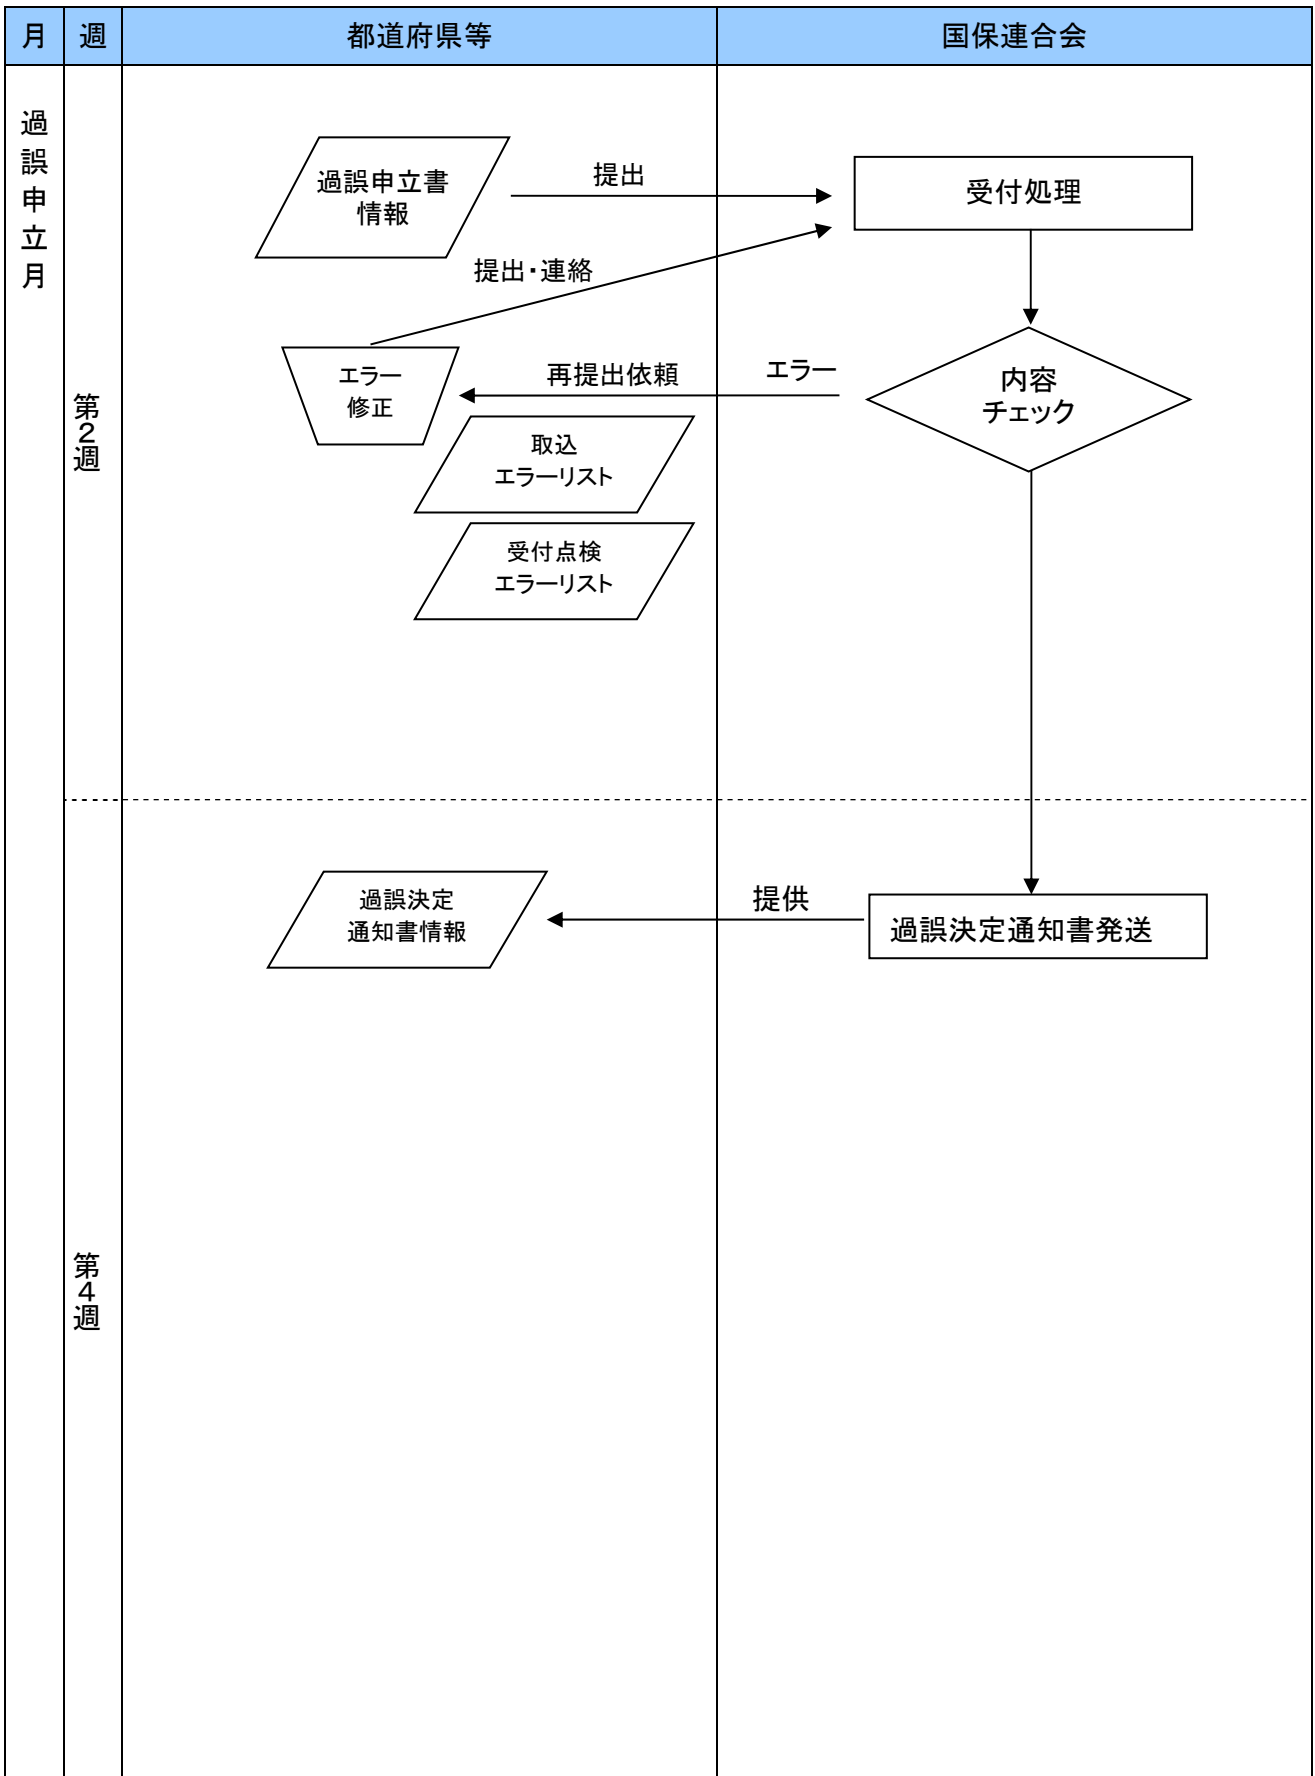 月
週
都道府県等
国保連合会
過誤申立月
第2週
過誤申立書
情報
提出
受付処理
提出・連絡
エラー
修正
再提出依頼
エラー
内容
チェック
取込
エラーリスト
受付点検
エラーリスト
第4週
過誤決定
通知書情報
提供
過誤決定通知書発送